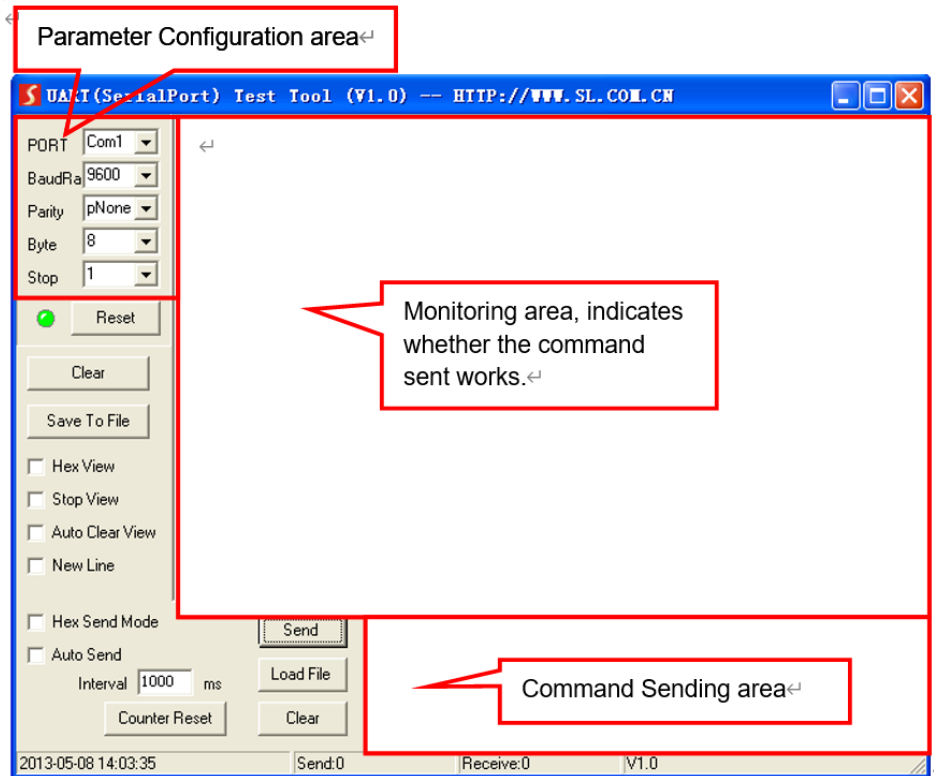 Parameter Configuration area
UART(SerialPort) Test Tool (V1.0) -- HTTP://WWW.SL.COM.CN
PORT Com1
BaudRa 9600
Parity pNone
Byte 8
Stop 1
Reset
Monitoring area, indicates
whether the command
sent works.
Clear
Save To File
Hex View
Stop View
Auto Clear View
New Line
Hex Send Mode
Send
Auto Send
Interval 1000 ms
Load File
Command Sending area
Counter Reset
Clear
2013-05-08 14:03:35 Send:0 Receive:0 V1.0